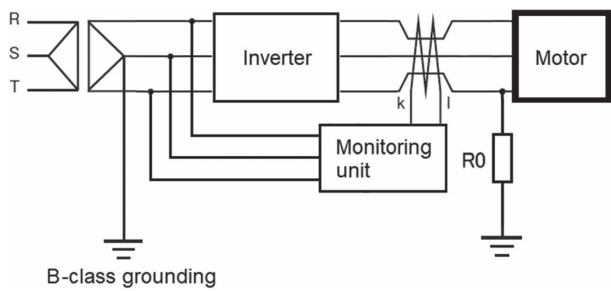 R
S
T
Inverter
Motor
k
l
Monitoring
unit
R0
B-class grounding